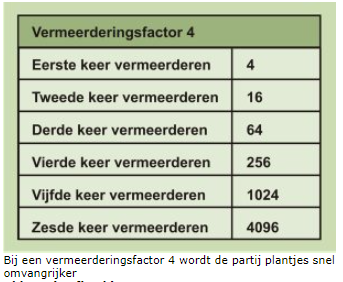 Vermeerderingsfactor 4
Eerste keer vermeerderen 4
Tweede keer vermeerderen 16
Derde keer vermeerderen 64
Vierde keer vermeerderen 256
Vijfde keer vermeerderen 1024
Zesde keer vermeerderen 4096
Bij een vermeerderingsfactor 4 wordt de partij plantjes snel
omvangrijker